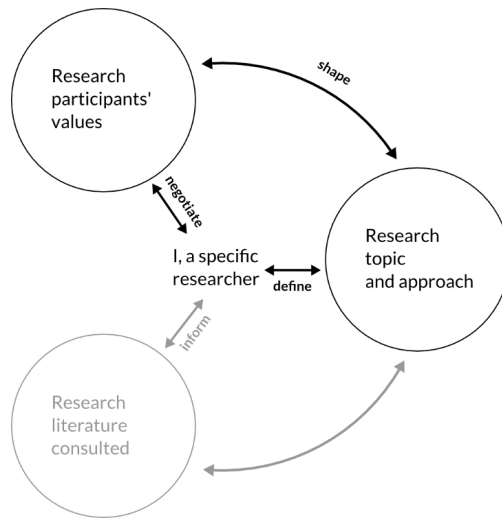 Research
participants'
values
shape
negotiate
I, a specific
researcher
define
Research
topic
and approach
inform
Research
literature
consulted